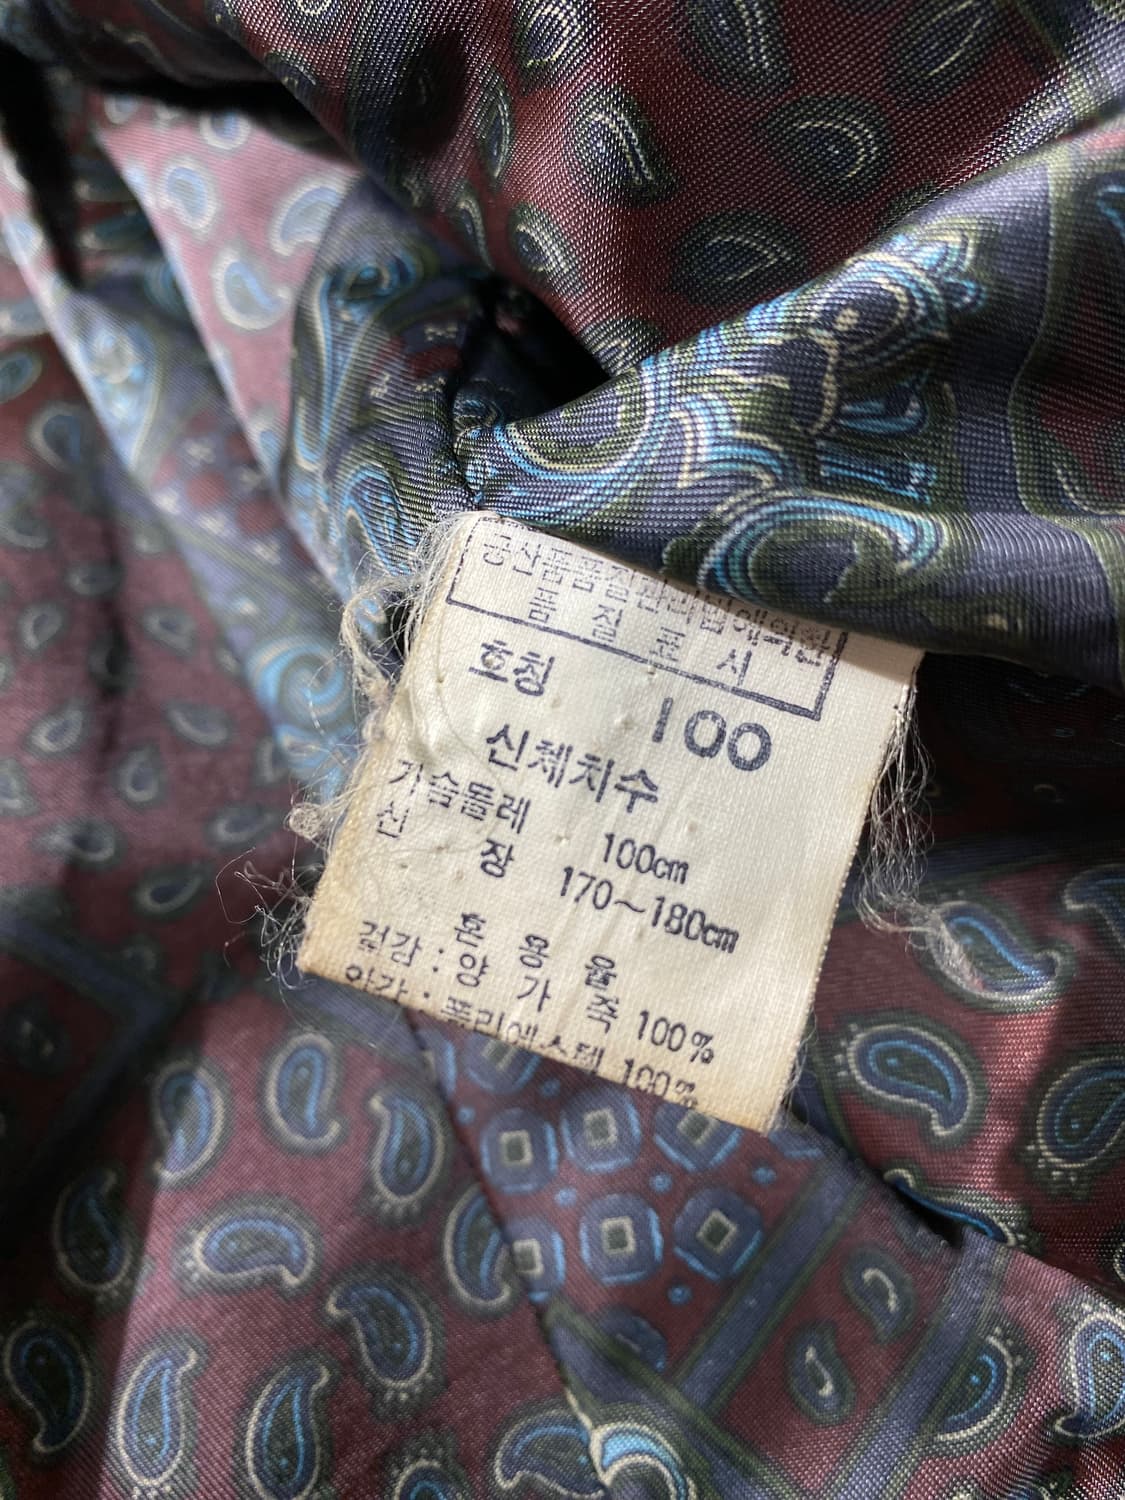 공산품품질관리법에의한
품 질 표 시
호칭 100
신체치수
가슴둘레 100cm
신 장 170~180cm
혼 용 율
겉감 : 양 가 죽 100%
안감 : 폴리에스텔 100%